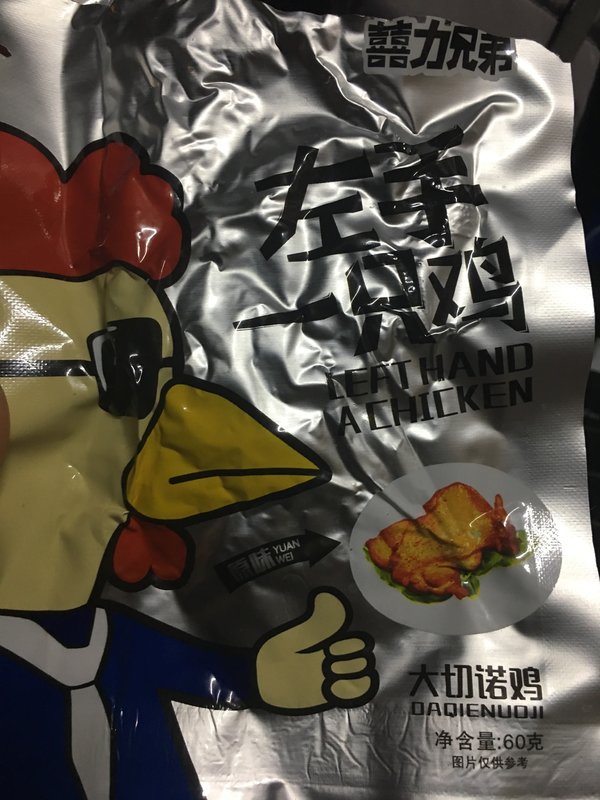 囍力兄弟
左手
一只鸡
LEFT HAND
A CHICKEN
原味 YUAN
WEI
大切诺鸡
DAQIENUOJI
净含量:60克
图片仅供参考